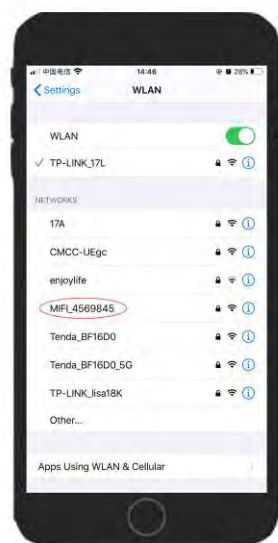 中国电信 14:46 28%
Settings WLAN
WLAN
✓ TP-LINK_17L
NETWORKS
17A
CMCC-UEgc
enjoylife
MIFI_4569845
Tenda_BF16D0
Tenda_BF16D0_5G
TP-LINK_lisa18K
Other...
Apps Using WLAN & Cellular